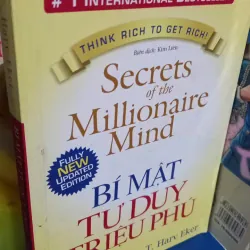 # 1 INTERNATIONAL BESTSELLER
THINK RICH TO GET RICH!
Biên dịch: Kim Liên
Secrets
of the
Millionaire
Mind
FULLY
NEW
UPDATED
EDITION
BÍ MẬT
TƯ DUY
TRIỆU PHÚ
T. Harv Eker